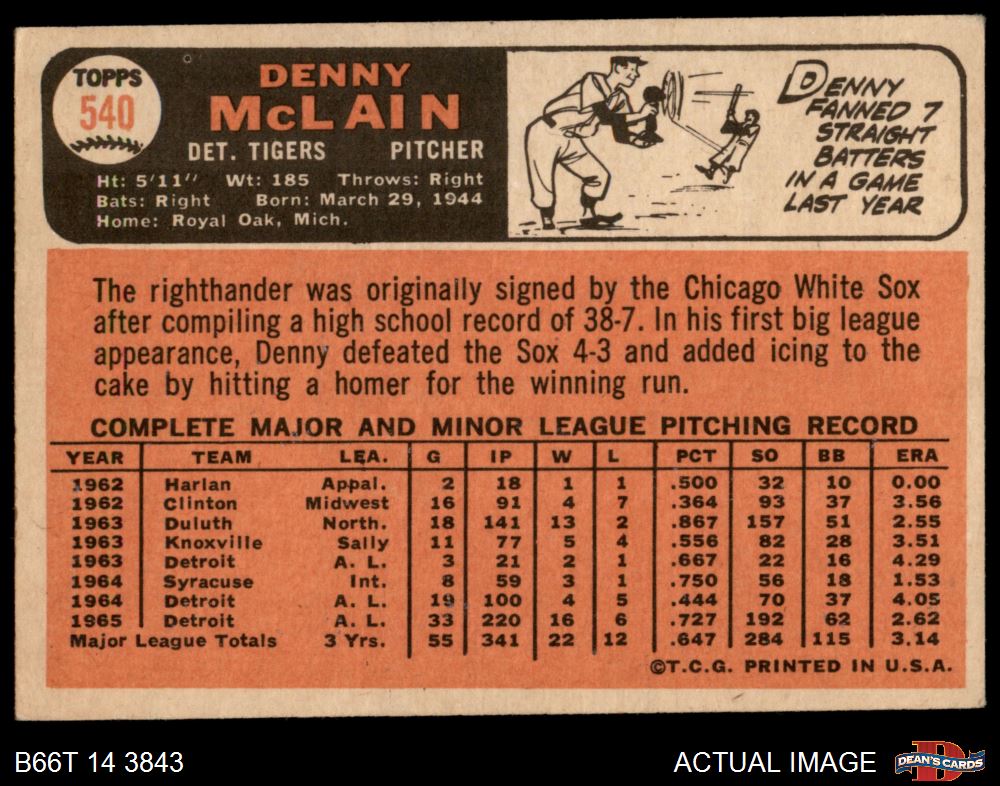 TOPPS
540
DENNY
McLAIN
DET. TIGERS PITCHER
Ht: 5'11" Wt: 185 Throws: Right
Bats: Right Born: March 29, 1944
Home: Royal Oak, Mich.
DENNY
FANNED 7
STRAIGHT
BATTERS
IN A GAME
LAST YEAR
The righthander was originally signed by the Chicago White Sox
after compiling a high school record of 38-7. In his first big league
appearance, Denny defeated the Sox 4-3 and added icing to the
cake by hitting a homer for the winning run.
COMPLETE MAJOR AND MINOR LEAGUE PITCHING RECORD
YEAR TEAM LEA. G IP W L PCT SO BB ERA
1962 Harlan Appal. 2 18 1 1 .500 32 10 0.00
1962 Clinton Midwest 16 91 4 7 .364 93 37 3.56
1963 Duluth North. 18 141 13 2 .867 157 51 2.55
1963 Knoxville Sally 11 77 5 4 .556 82 28 3.51
1963 Detroit A. L. 3 21 2 1 .667 22 16 4.29
1964 Syracuse Int. 8 59 3 1 .750 56 18 1.53
1964 Detroit A. L. 19 100 4 5 .444 70 37 4.05
1965 Detroit A. L. 33 220 16 6 .727 192 62 2.62
Major League Totals 3 Yrs. 55 341 22 12 .647 284 115 3.14
©T.C.G. PRINTED IN U.S.A.
B66T 14 3843 ACTUAL IMAGE DEAN'S CARDS